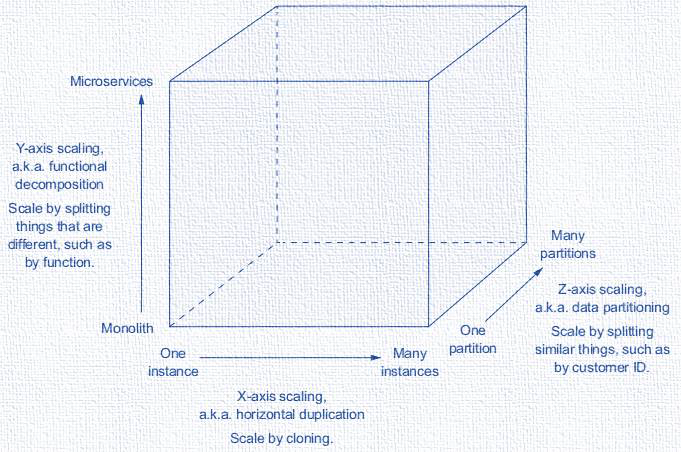 Microservices
Y-axis scaling,
a.k.a. functional
decomposition
Scale by splitting
things that are
different, such as
by function.
Monolith
One
instance
Many
instances
X-axis scaling,
a.k.a. horizontal duplication
Scale by cloning.
One
partition
Many
partitions
Z-axis scaling,
a.k.a. data partitioning
Scale by splitting
similar things, such as
by customer ID.